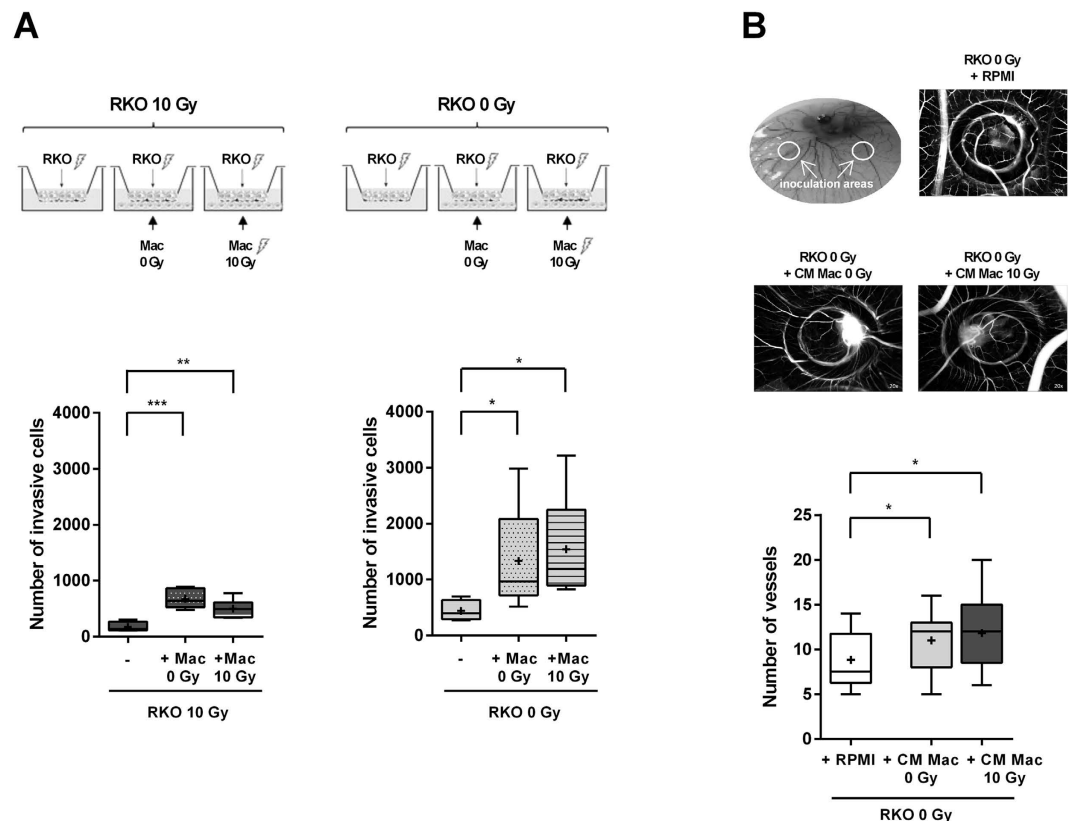 A
RKO 10 Gy
RKO
RKO
RKO
Mac
0 Gy
Mac
10 Gy
RKO 0 Gy
RKO
RKO
RKO
Mac
0 Gy
Mac
10 Gy
**
***
Number of invasive cells
4000
3000
2000
1000
0
-
+ Mac
0 Gy
+Mac
10 Gy
RKO 10 Gy
*
*
Number of invasive cells
4000
3000
2000
1000
0
-
+ Mac
0 Gy
+Mac
10 Gy
RKO 0 Gy
B
inoculation areas
RKO 0 Gy
+ RPMI
20x
RKO 0 Gy
+ CM Mac 0 Gy
20x
RKO 0 Gy
+ CM Mac 10 Gy
20x
*
*
Number of vessels
25
20
15
10
5
0
+ RPMI
+ CM Mac
0 Gy
+ CM Mac
10 Gy
RKO 0 Gy